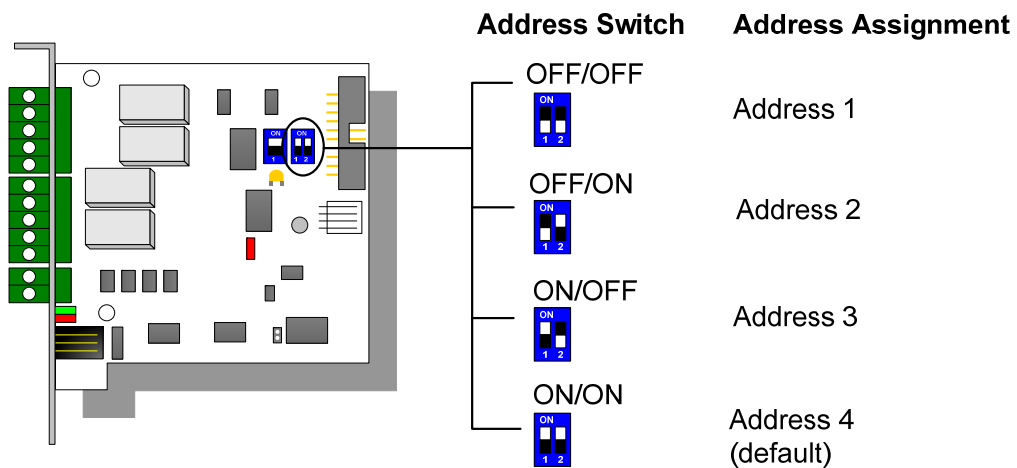 Address Switch Address Assignment
OFF/OFF
ON
1 2
Address 1
OFF/ON
ON
1 2
Address 2
ON/OFF
ON
1 2
Address 3
ON/ON
ON
1 2
Address 4
(default)
ON ON
1 1 2